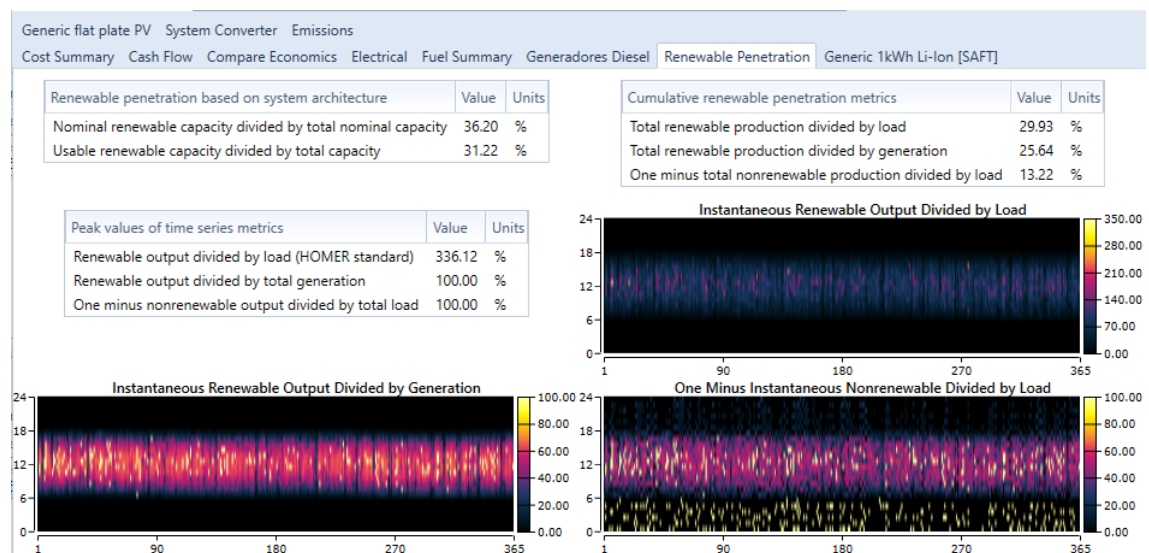 Generic flat plate PV System Converter Emissions
Cost Summary Cash Flow Compare Economics Electrical Fuel Summary Generadores Diesel Renewable Penetration Generic 1kWh Li-Ion [SAFT]
Renewable penetration based on system architecture Value Units
Nominal renewable capacity divided by total nominal capacity 36.20 %
Usable renewable capacity divided by total capacity 31.22 %
Cumulative renewable penetration metrics Value Units
Total renewable production divided by load 29.93 %
Total renewable production divided by generation 25.64 %
One minus total nonrenewable production divided by load 13.22 %
Peak values of time series metrics Value Units
Renewable output divided by load (HOMER standard) 336.12 %
Renewable output divided by total generation 100.00 %
One minus nonrenewable output divided by total load 100.00 %
Instantaneous Renewable Output Divided by Load
24
18
12
6
0
1 90 180 270 365
350.00
280.00
210.00
140.00
70.00
0.00
Instantaneous Renewable Output Divided by Generation
24
18
12
6
0
1 90 180 270 365
100.00
80.00
60.00
40.00
20.00
0.00
One Minus Instantaneous Nonrenewable Divided by Load
24
18
12
6
0
1 90 180 270 365
100.00
80.00
60.00
40.00
20.00
0.00